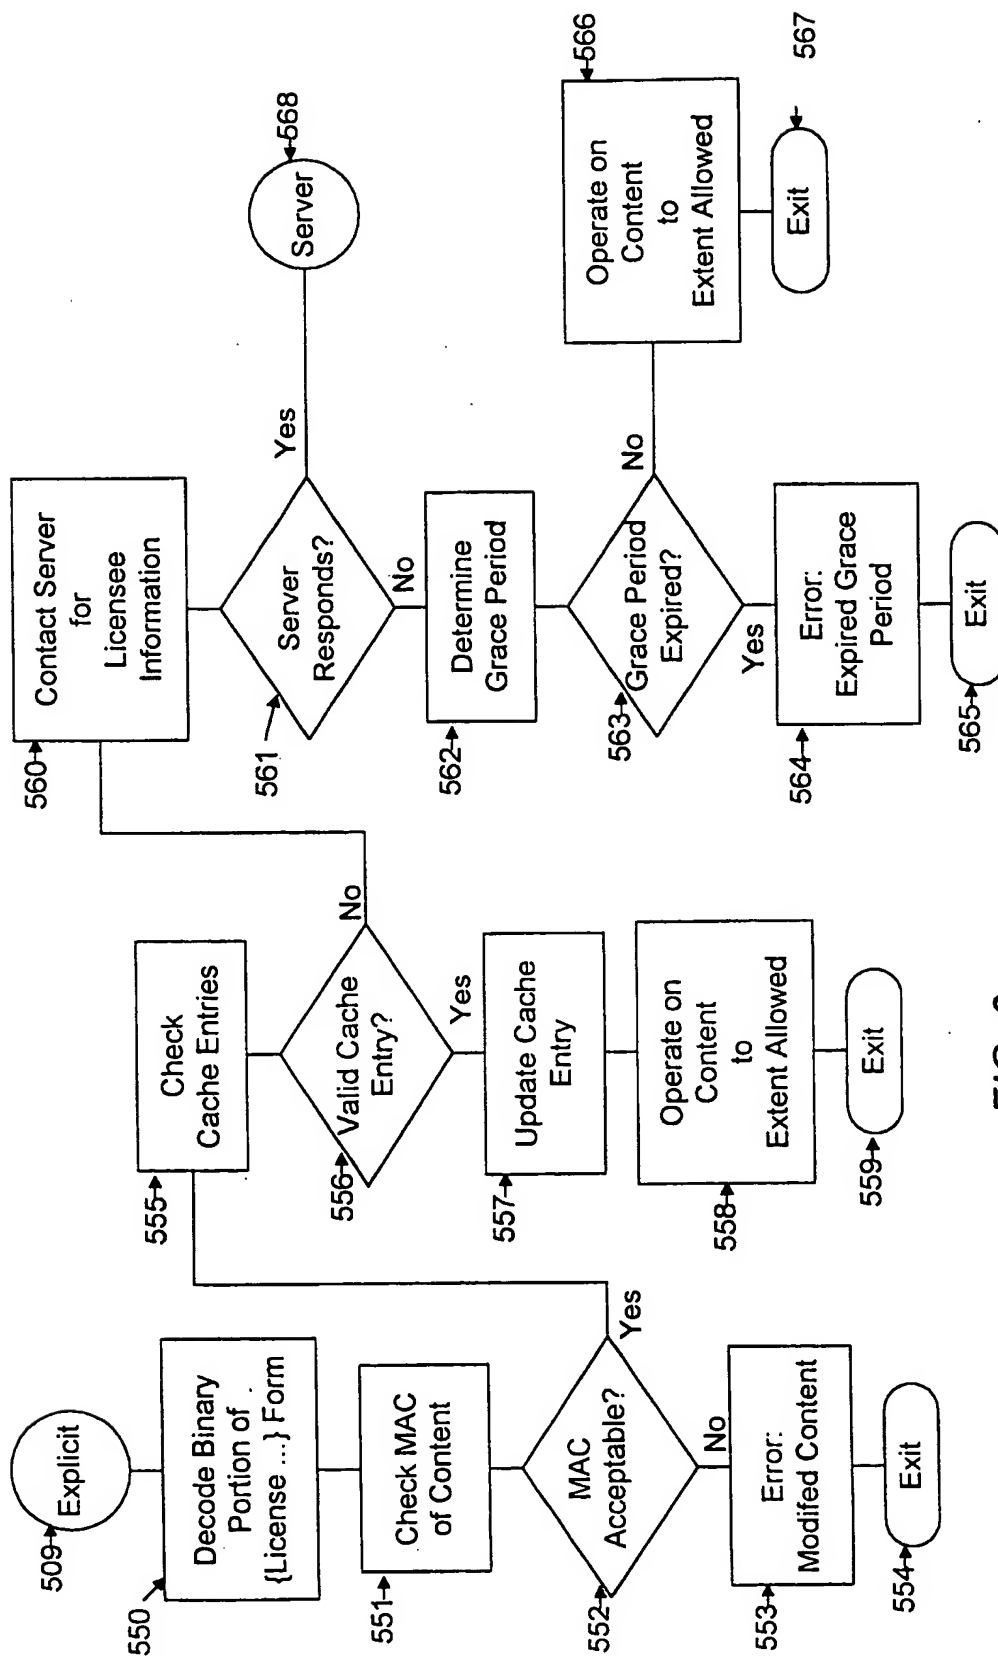 509
Explicit
550
Decode Binary
Portion of
{License ...} Form
551
Check MAC
of Content
552
MAC
Acceptable?
Yes
No
553
Error:
Modifed Content
554
Exit
555
Check
Cache Entries
556
Valid Cache
Entry?
No
Yes
557
Update Cache
Entry
558
Operate on
Content
to
Extent Allowed
559
Exit
560
Contact Server
for
Licensee
Information
561
Server
Responds?
Yes
568
Server
No
562
Determine
Grace Period
563
Grace Period
Expired?
No
Yes
564
Error:
Expired Grace
Period
565
Exit
566
Operate on
Content
to
Extent Allowed
567
Exit